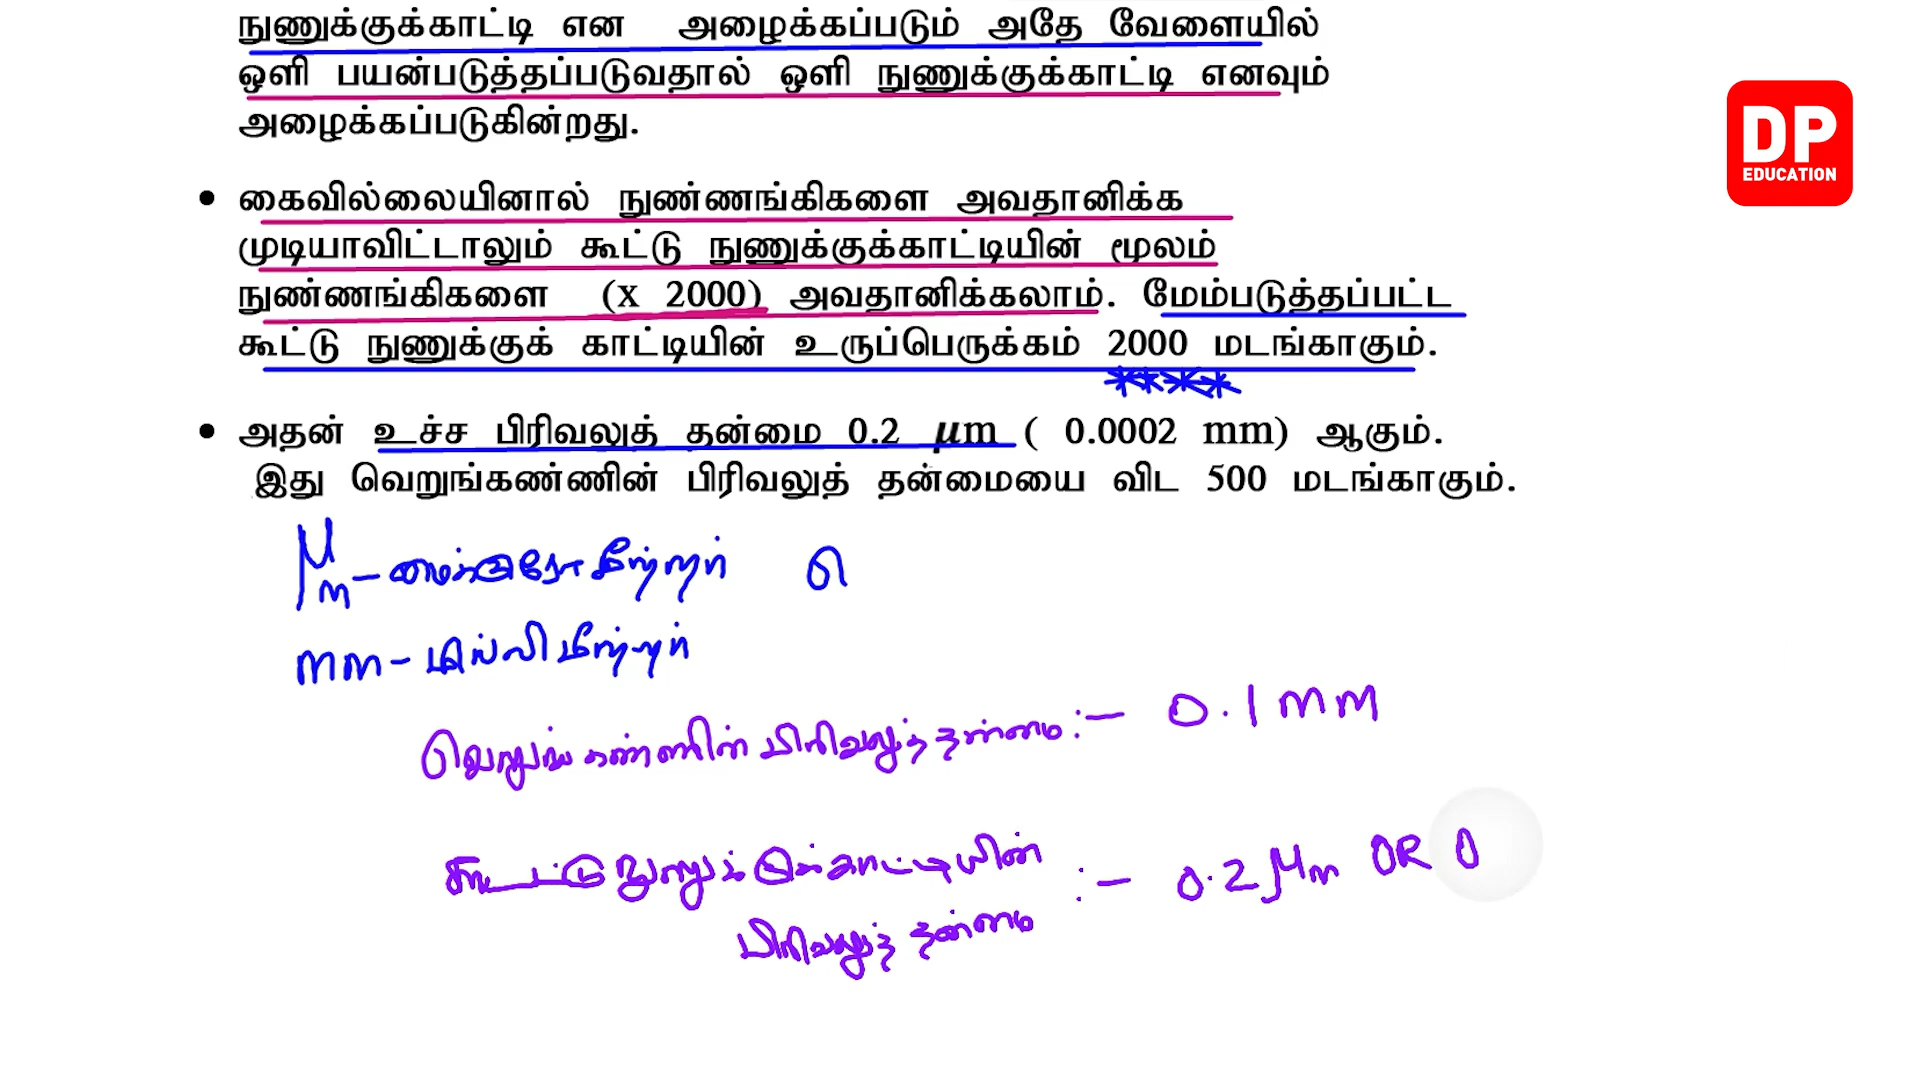 நுணுக்குக்காட்டி என அழைக்கப்படும் அதே வேளையில்
ஒளி பயன்படுத்தப்படுவதால் ஒளி நுணுக்குக்காட்டி எனவும்
அழைக்கப்படுகின்றது.
DP
EDUCATION
• கைவில்லையினால் நுண்ணங்கிகளை அவதானிக்க
முடியாவிட்டாலும் கூட்டு நுணுக்குக்காட்டியின் மூலம்
நுண்ணங்கிகளை (x 2000) அவதானிக்கலாம். மேம்படுத்தப்பட்ட
கூட்டு நுணுக்குக் காட்டியின் உருப்பெருக்கம் 2000 மடங்காகும்.
****
• அதன் உச்ச பிரிவலுத் தன்மை 0.2 μm ( 0.0002 mm) ஆகும்.
இது வெறுங்கண்ணின் பிரிவலுத் தன்மையை விட 500 மடங்காகும்.
μm - மைக்குரோ மீற்றர்
mm - மில்லி மீற்றர்
வெறுங்கண்ணின் பிரிவலுத் தன்மை :- 0.1 mm
கூட்டு நுணுக்குக்காட்டியின் :- 0.2 μm OR 0
பிரிவலுத் தன்மை